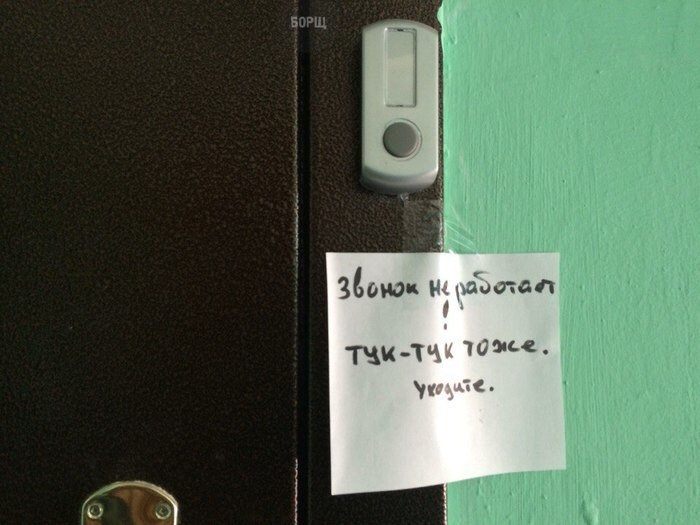 БОРЩ
Звонок не работает
!
тук-тук тоже.
Уходите.